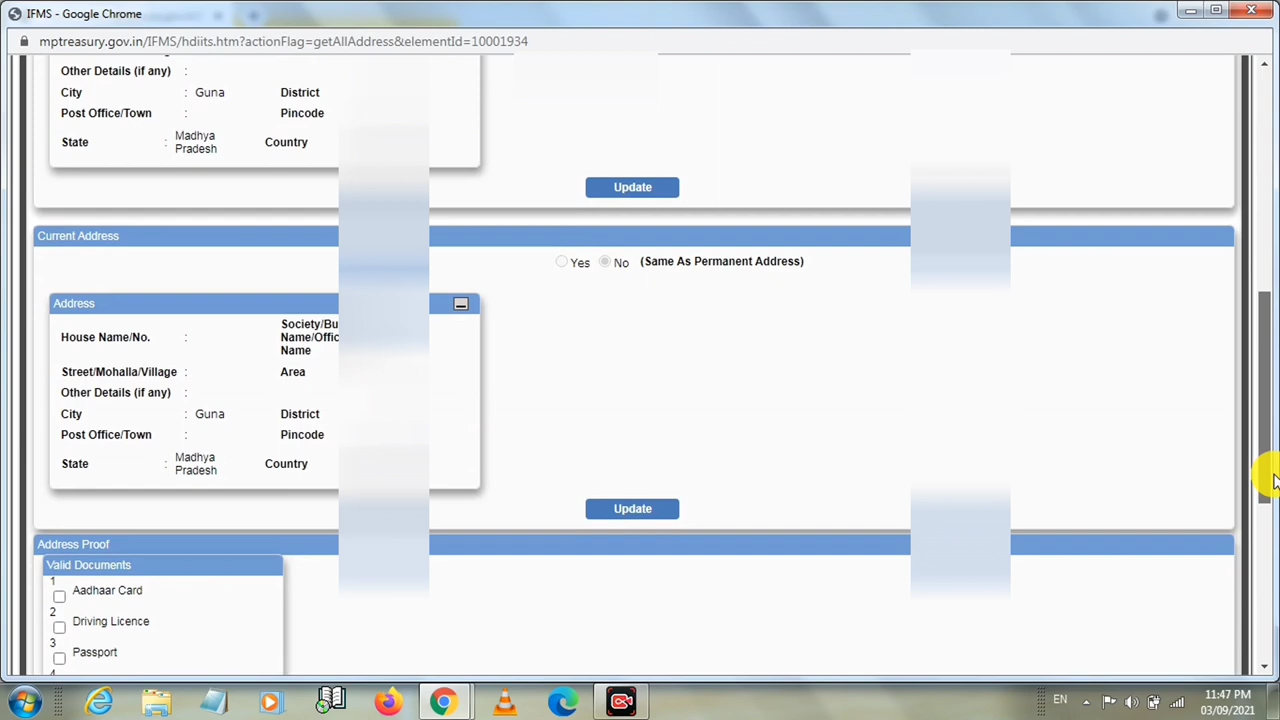 IFMS - Google Chrome
mptreasury.gov.in/IFMS/hdiits.htm?actionFlag=getAllAddress&elementId=10001934
Other Details (if any) :
City : Guna District
Post Office/Town : Pincode
State : Madhya Pradesh Country
Update
Current Address
Yes No (Same As Permanent Address)
Address
House Name/No. : Society/Bu
Name/Offic
Name
Street/Mohalla/Village : Area
Other Details (if any) :
City : Guna District
Post Office/Town : Pincode
State : Madhya Pradesh Country
Update
Address Proof
Valid Documents
1
Aadhaar Card
2
Driving Licence
3
Passport
EN
11:47 PM
03/09/2021